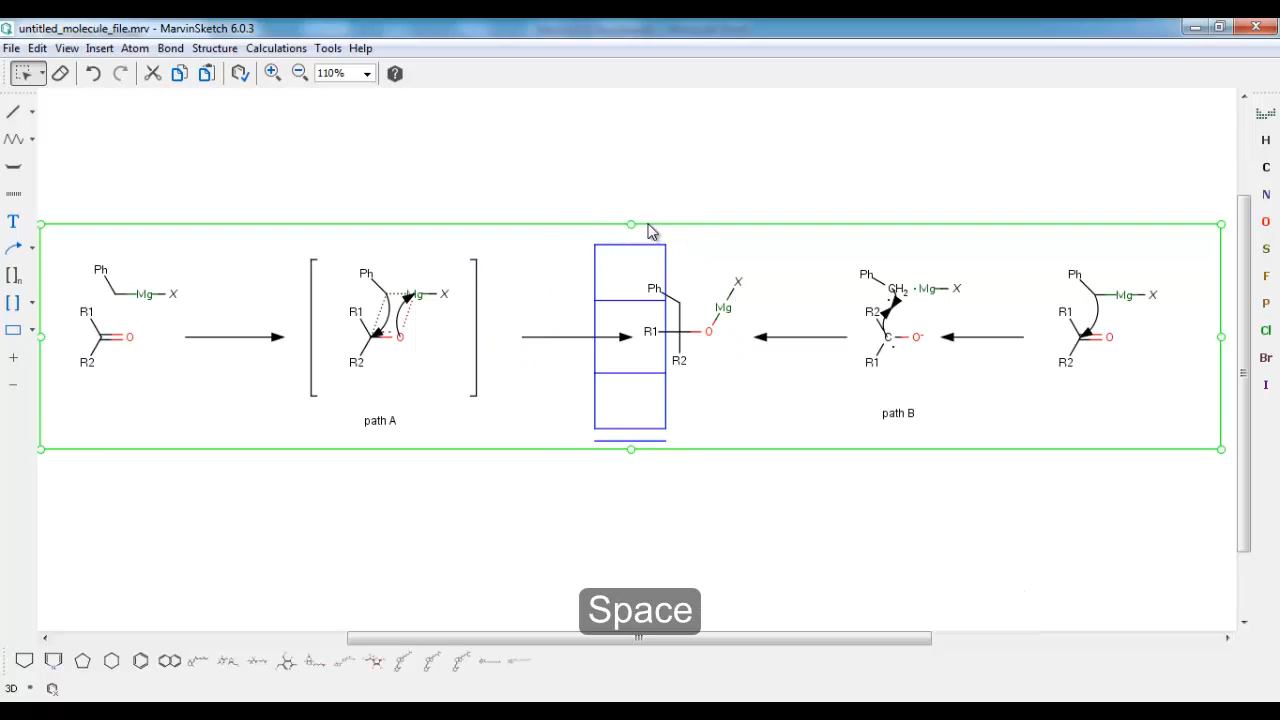 untitled_molecule_file.mrv - MarvinSketch 6.0.3
File Edit View Insert Atom Bond Structure Calculations Tools Help
110%
T
[ ]n
[ ]
H
C
N
O
S
F
P
Cl
Br
I
Ph
Mg X
R1
O
R2
Ph
Mg X
R1
O
R2
path A
X
Ph
Mg
R1 O
R2
Ph
CH2 · Mg X
R2
C O-
R1
path B
Ph
Mg X
R1
O
R2
Space
3D *